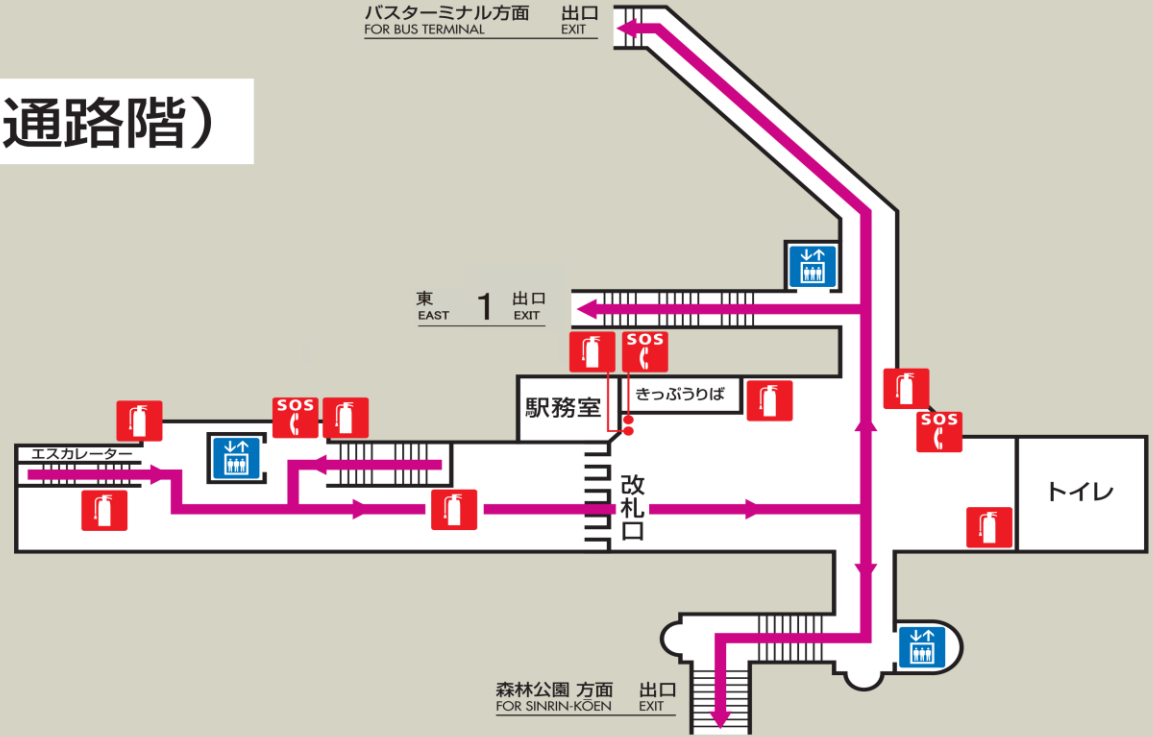 バスターミナル方面 出口
FOR BUS TERMINAL EXIT
通路階）
東 1 出口
EAST EXIT
SOS
駅務室
きっぷうりば
SOS
SOS
エスカレーター
改札口
トイレ
森林公園 方面 出口
FOR SINRIN-KŌEN EXIT